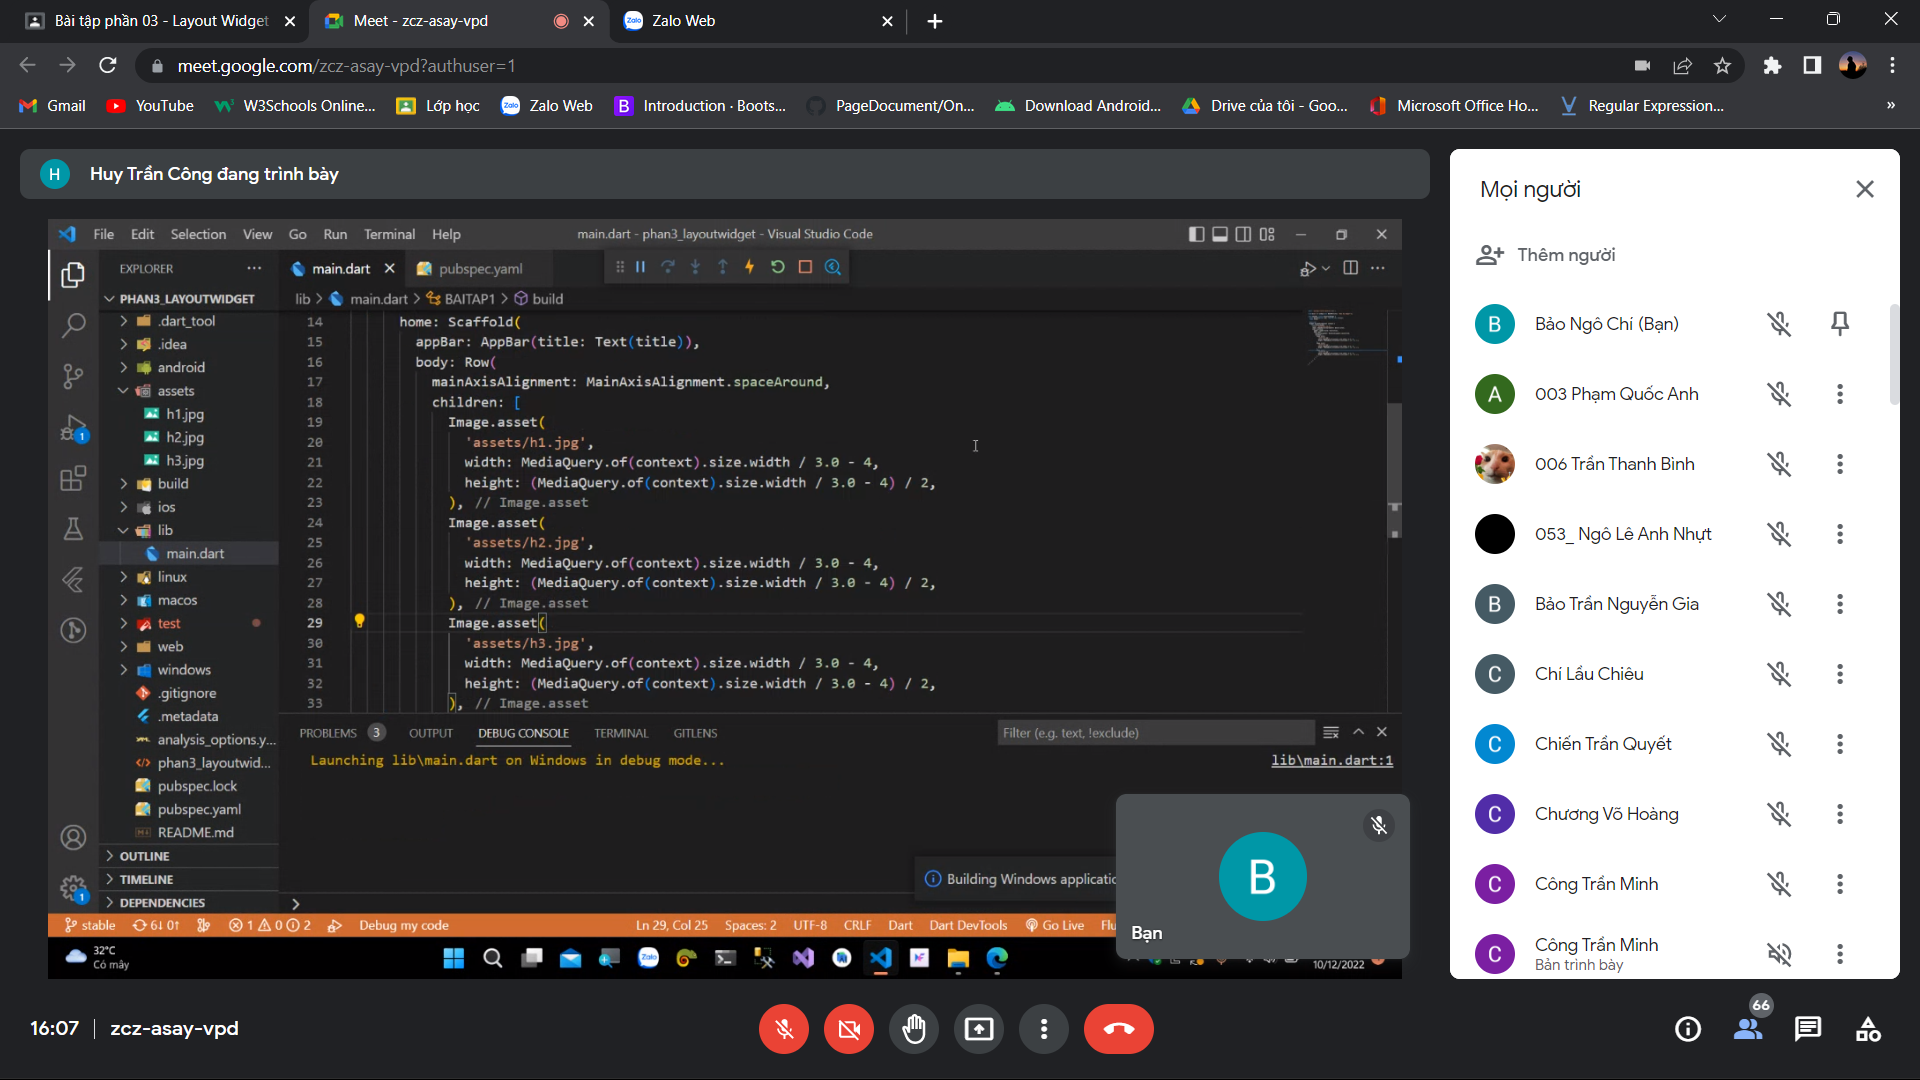 Bài tập phần 03 - Layout Widget
Meet - zcz-asay-vpd
Zalo Web
meet.google.com/zcz-asay-vpd?authuser=1
Gmail
YouTube
W3Schools Online...
Lớp học
Zalo Web
Introduction · Boots...
PageDocument/On...
Download Android...
Drive của tôi - Goo...
Microsoft Office Ho...
Regular Expression...
»
H
Huy Trần Công đang trình bày
File Edit Selection View Go Run Terminal Help
main.dart - phan3_layoutwidget - Visual Studio Code
EXPLORER
PHAN3_LAYOUTWIDGET
.dart_tool
.idea
android
assets
h1.jpg
h2.jpg
h3.jpg
build
ios
lib
main.dart
linux
macos
test
web
windows
.gitignore
.metadata
analysis_options.y...
phan3_layoutwid...
pubspec.lock
pubspec.yaml
README.md
OUTLINE
TIMELINE
DEPENDENCIES
main.dart
pubspec.yaml
lib > main.dart > BAITAP1 > build
14 home: Scaffold(
15 appBar: AppBar(title: Text(title)),
16 body: Row(
17 mainAxisAlignment: MainAxisAlignment.spaceAround,
18 children: [
19 Image.asset(
20 'assets/h1.jpg',
21 width: MediaQuery.of(context).size.width / 3.0 - 4,
22 height: (MediaQuery.of(context).size.width / 3.0 - 4) / 2,
23 ), // Image.asset
24 Image.asset(
25 'assets/h2.jpg',
26 width: MediaQuery.of(context).size.width / 3.0 - 4,
27 height: (MediaQuery.of(context).size.width / 3.0 - 4) / 2,
28 ), // Image.asset
29 Image.asset(
30 'assets/h3.jpg',
31 width: MediaQuery.of(context).size.width / 3.0 - 4,
32 height: (MediaQuery.of(context).size.width / 3.0 - 4) / 2,
33 ), // Image.asset
PROBLEMS 3 OUTPUT DEBUG CONSOLE TERMINAL GITLENS
Filter (e.g. text, !exclude)
Launching lib\main.dart on Windows in debug mode...
lib\main.dart:1
Building Windows applicatio
stable 6↓ 0↑ 1 0 2 Debug my code
Ln 29, Col 25 Spaces: 2 UTF-8 CRLF Dart Dart DevTools Go Live Flu
32°C
Có mây
10/12/2022
B
Bạn
Mọi người
Thêm người
B Bảo Ngô Chí (Bạn)
A 003 Phạm Quốc Anh
006 Trần Thanh Bình
053_ Ngô Lê Anh Nhựt
B Bảo Trần Nguyễn Gia
C Chí Lầu Chiêu
C Chiến Trần Quyết
C Chương Võ Hoàng
C Công Trần Minh
C Công Trần Minh
Bản trình bày
16:07 zcz-asay-vpd
66